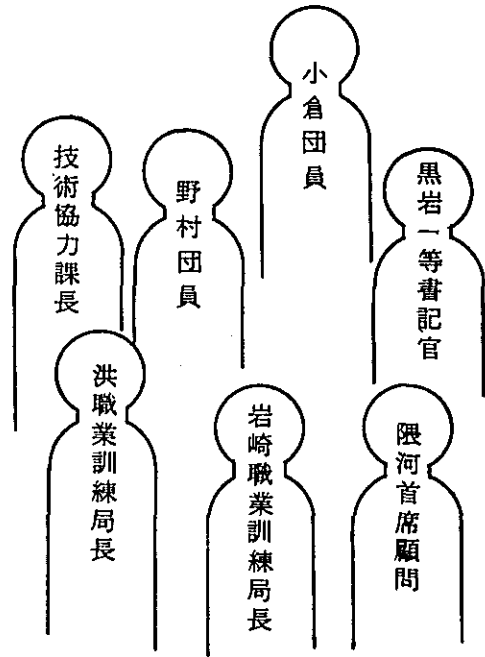 技術協力課長
野村団員
小倉団員
黒岩一等書記官
洪職業訓練局長
岩崎職業訓練局長
隈河首席顧問